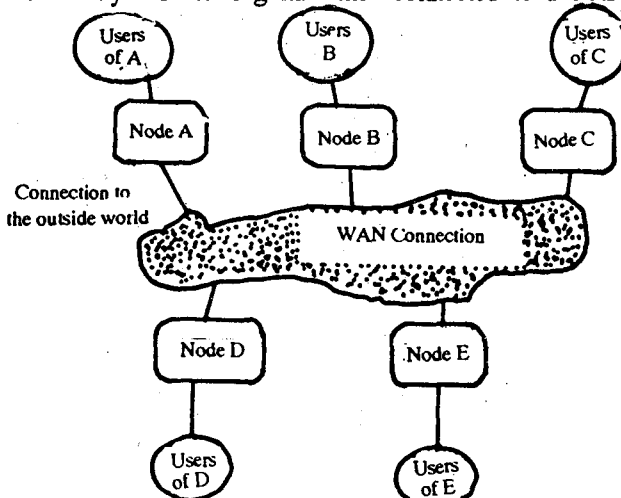 Users
of A
Users
B
Users
of C
Node A
Node B
Node C
Connection to
the outside world
WAN Connection
Node D
Node E
Users
of D
Users
of E